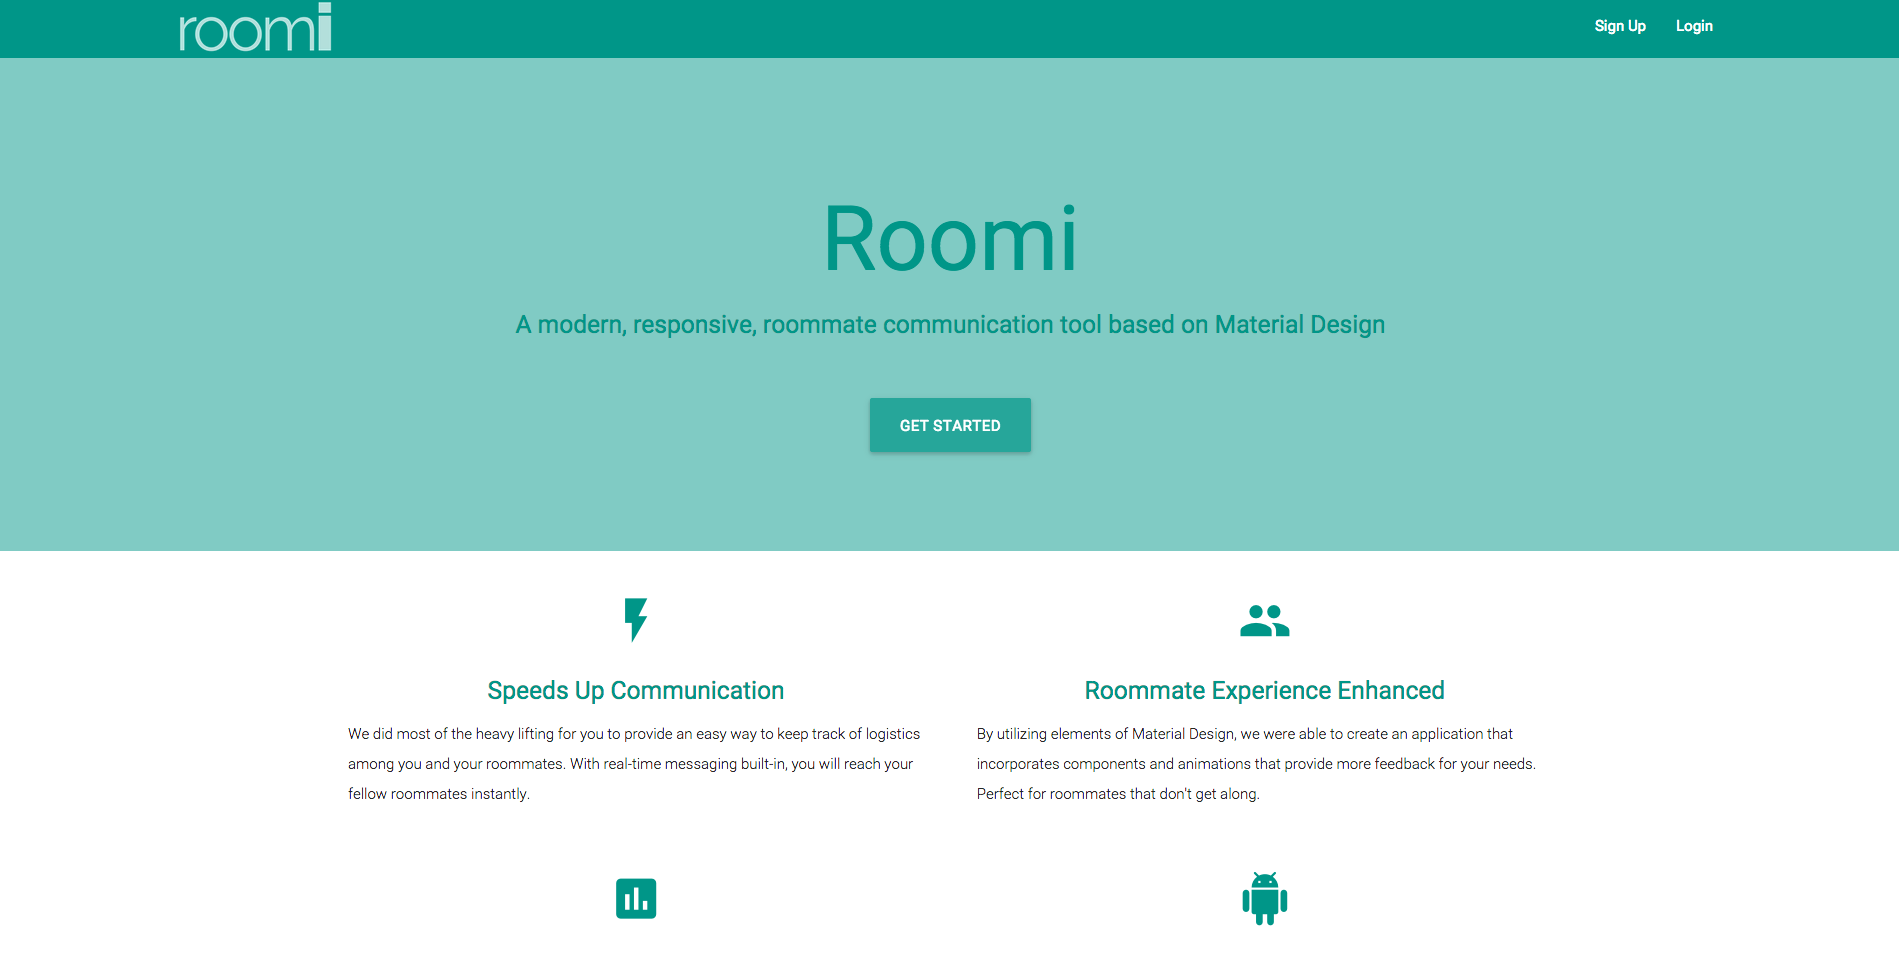 roomi
Sign Up
Login
Roomi
A modern, responsive, roommate communication tool based on Material Design
GET STARTED
Speeds Up Communication
We did most of the heavy lifting for you to provide an easy way to keep track of logistics
among you and your roommates. With real-time messaging built-in, you will reach your
fellow roommates instantly.
Roommate Experience Enhanced
By utilizing elements of Material Design, we were able to create an application that
incorporates components and animations that provide more feedback for your needs.
Perfect for roommates that don't get along.